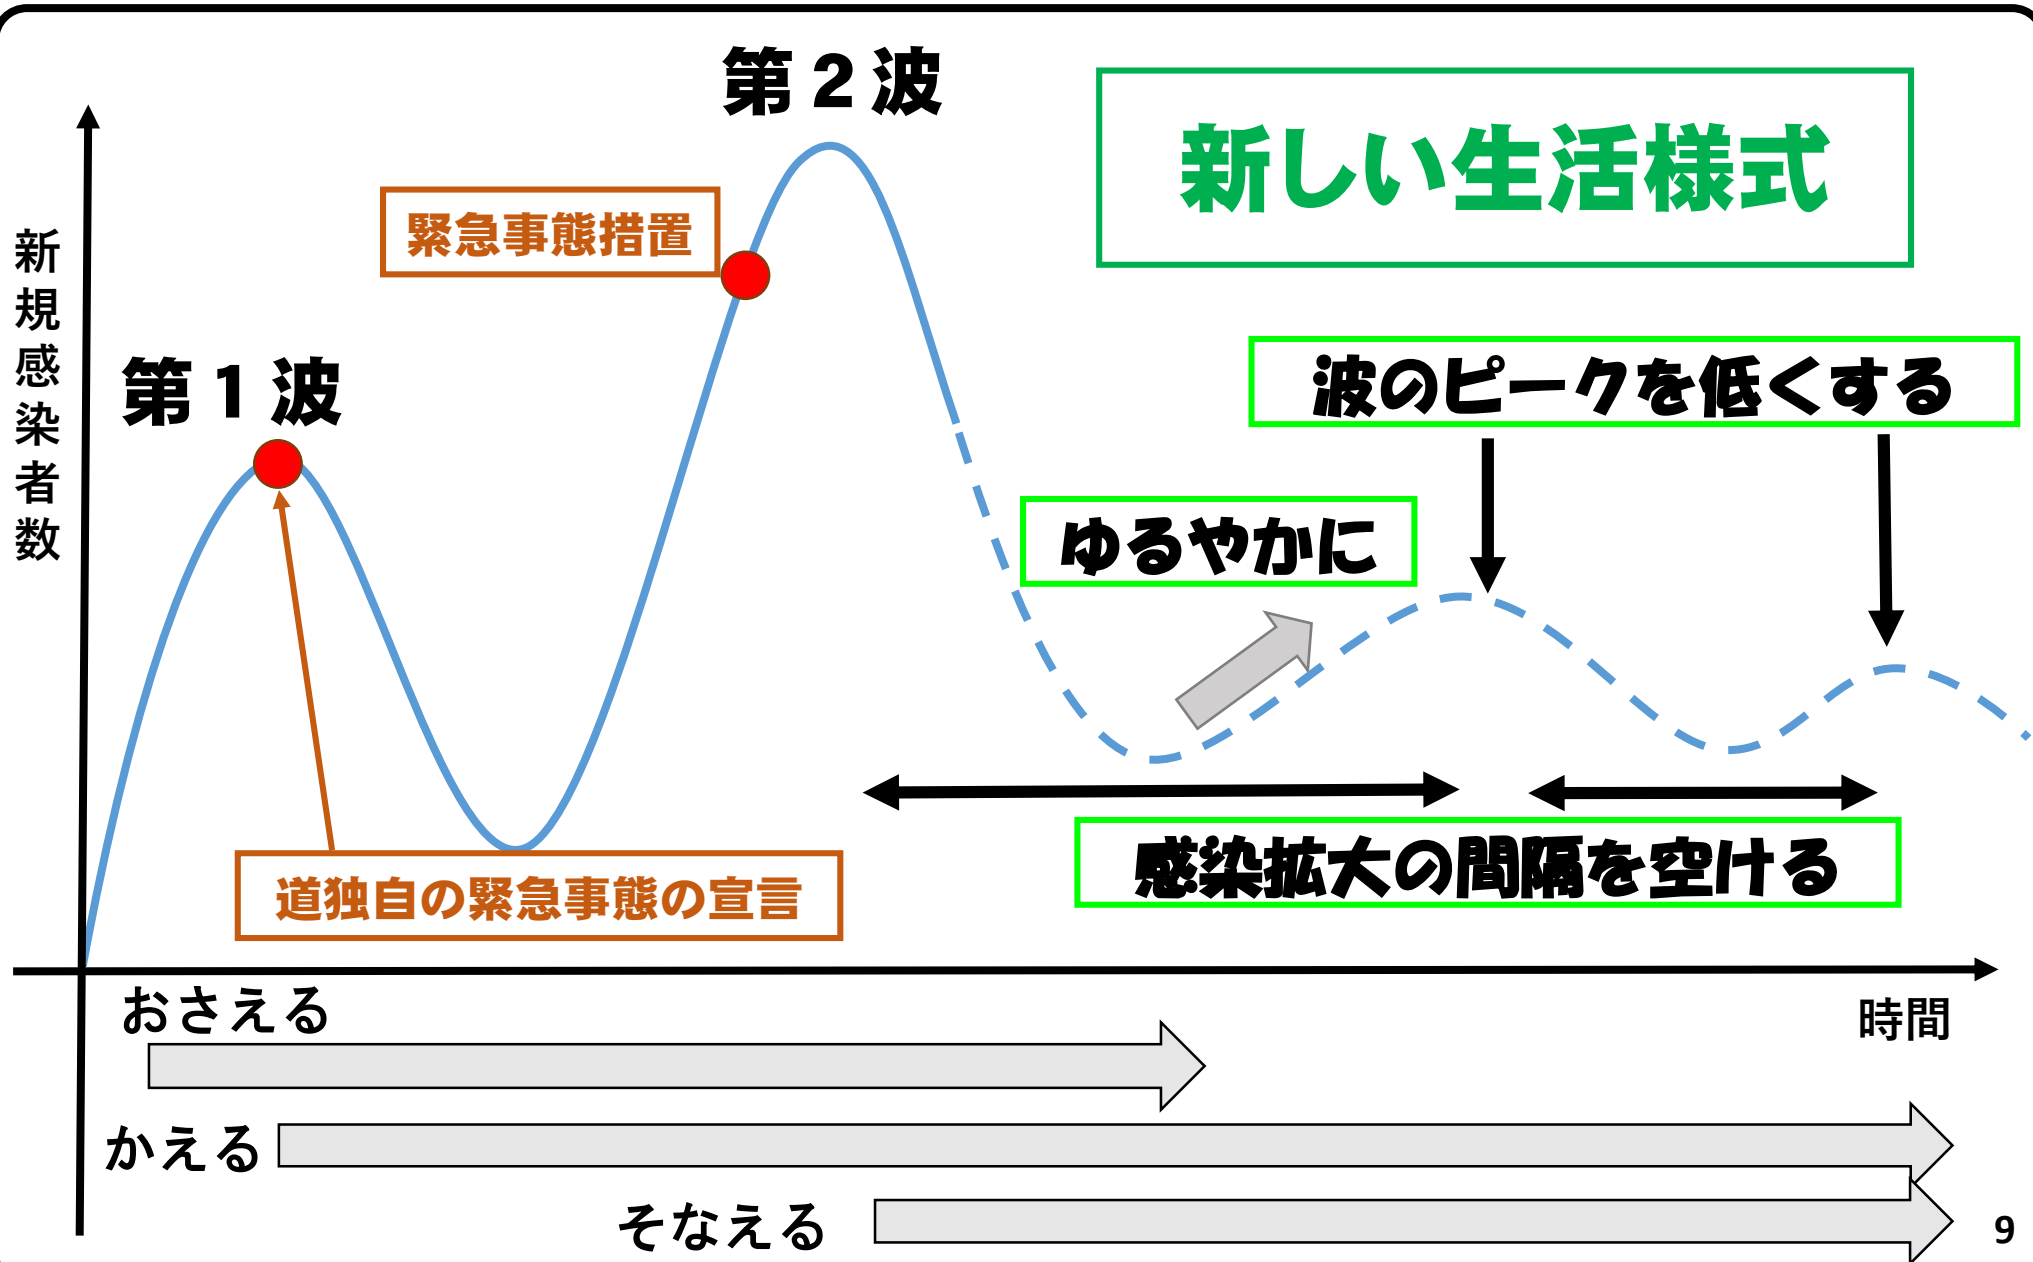 第２波
新しい生活様式
緊急事態措置
新規感染者数
第１波
波のピークを低くする
ゆるやかに
感染拡大の間隔を空ける
道独自の緊急事態の宣言
おさえる
時間
かえる
そなえる
9